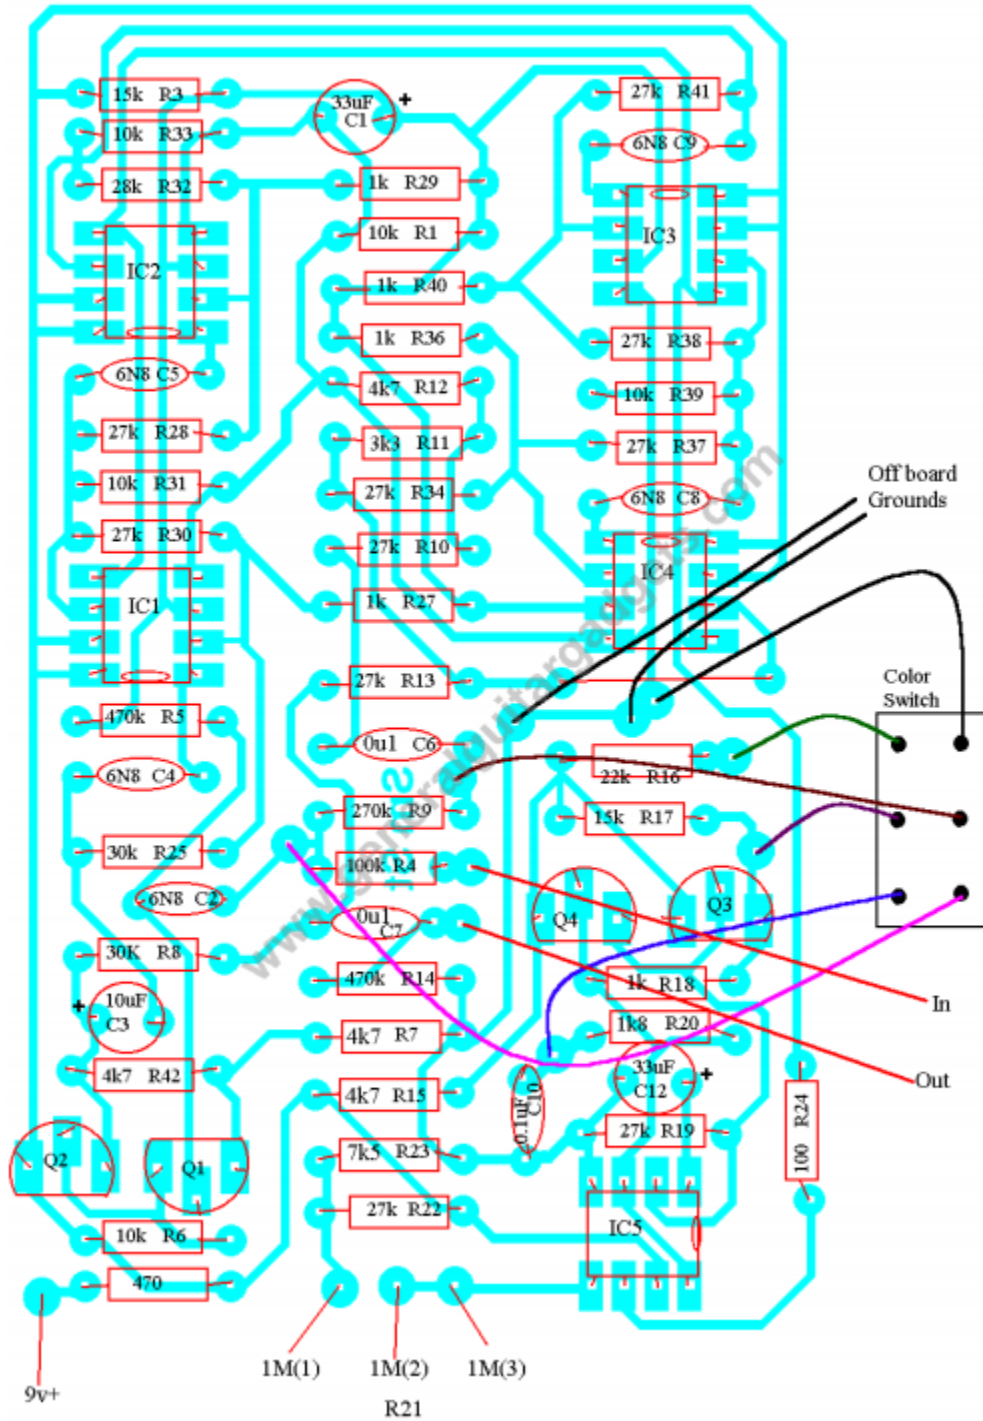 15k R3
33uF
C1
+
27k R41
10k R33
6N8 C9
28k R32
1k R29
10k R1
IC3
IC2
1k R40
1k R36
27k R38
6N8 C5
4k7 R12
10k R39
27k R28
3k3 R11
27k R37
10k R31
27k R34
6N8 C8
Off board
Grounds
27k R30
27k R10
IC4
IC1
1k R27
27k R13
Color
Switch
470k R5
0u1 C6
6N8 C4
22k R16
270k R9
15k R17
30k R25
100k R4
6N8 C2
0u1
C7
Q4
Q3
30K R8
470k R14
1k R18
In
10uF
C3
+
4k7 R7
1k8 R20
4k7 R42
33uF
C12
+
Out
4k7 R15
0.1uF
C10
27k R19
100 R24
Q2
Q1
7k5 R23
27k R22
IC5
10k R6
470
1M(1)
1M(2)
1M(3)
9v+
R21
www.generalguitargadgets.com